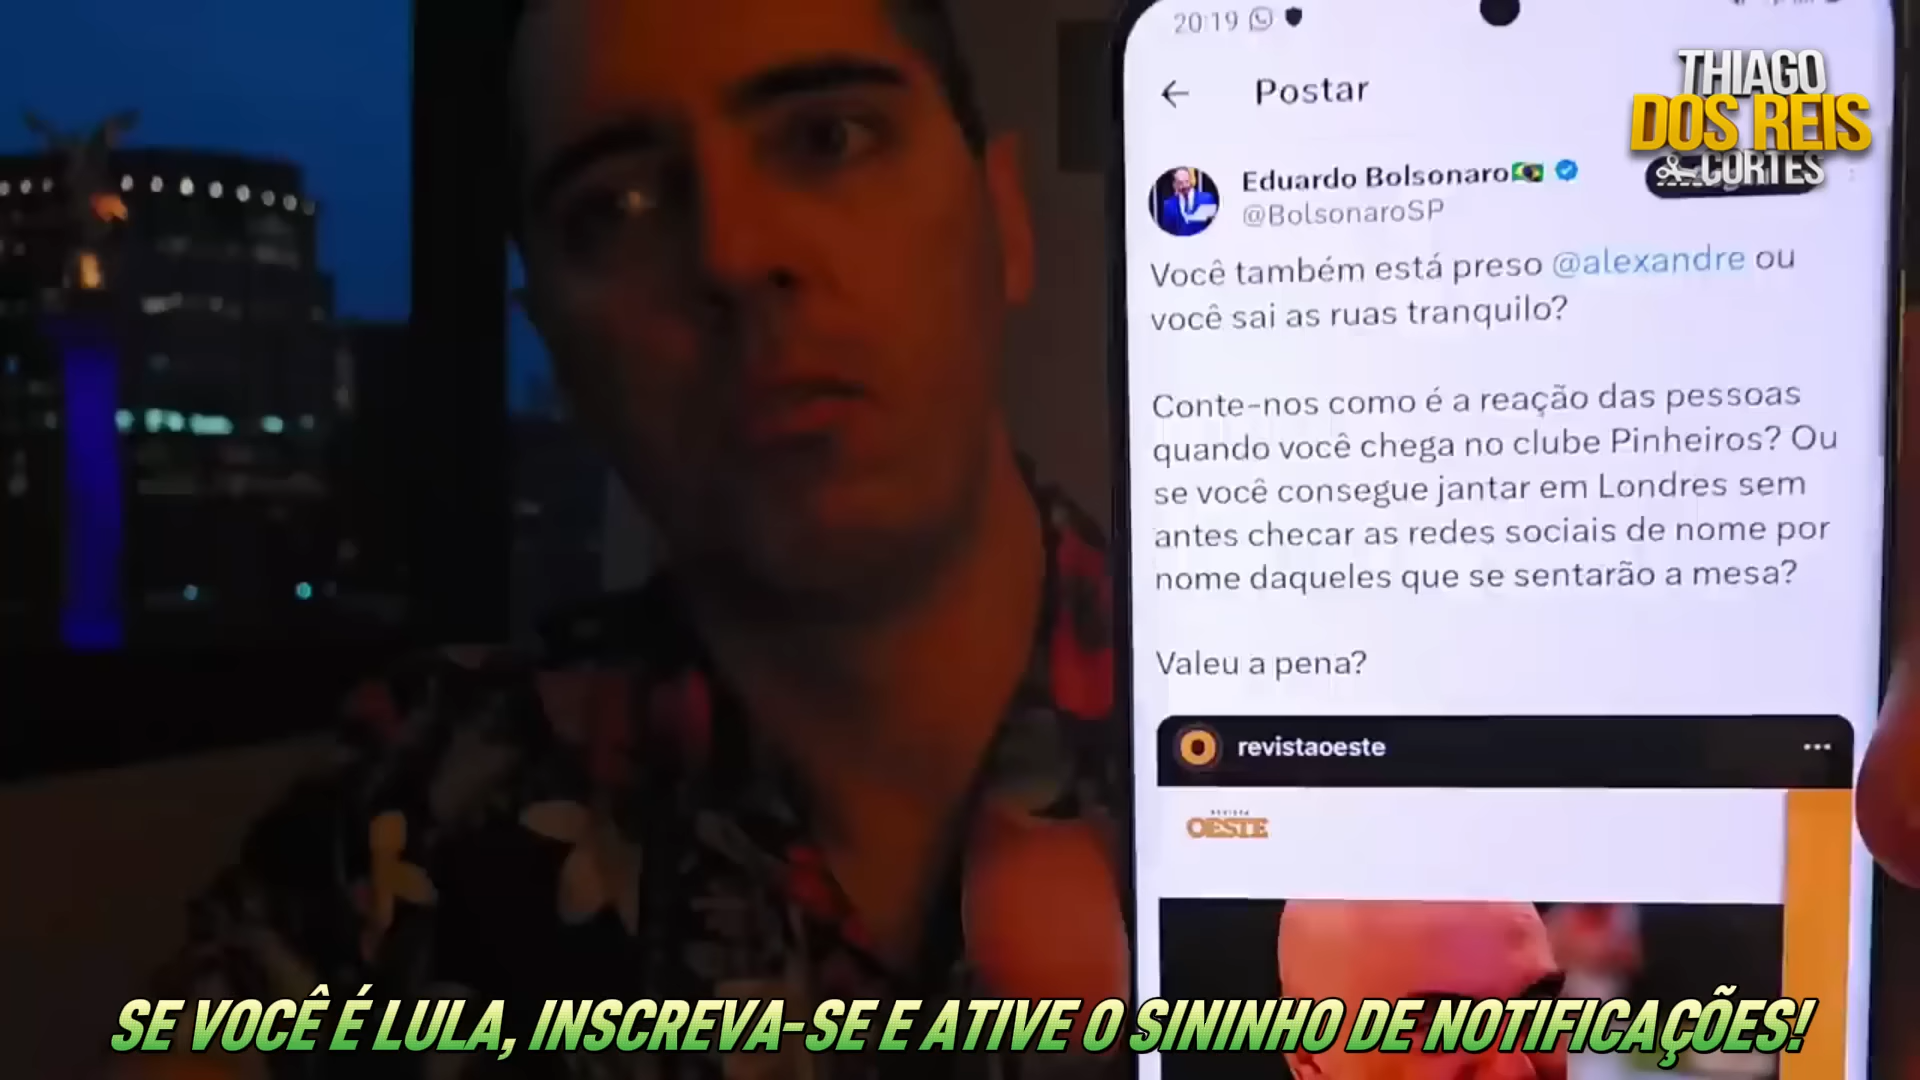 20:19
Postar
THIAGO
DOS REIS
CORTES
Eduardo Bolsonaro
@BolsonaroSP
Você também está preso @alexandre ou
você sai as ruas tranquilo?
Conte-nos como é a reação das pessoas
quando você chega no clube Pinheiros? Ou
se você consegue jantar em Londres sem
antes checar as redes sociais de nome por
nome daqueles que se sentarão a mesa?
Valeu a pena?
revistaoeste
REVISTA
OESTE
SE VOCÊ É LULA, INSCREVA-SE E ATIVE O SININHO DE NOTIFICAÇÕES!